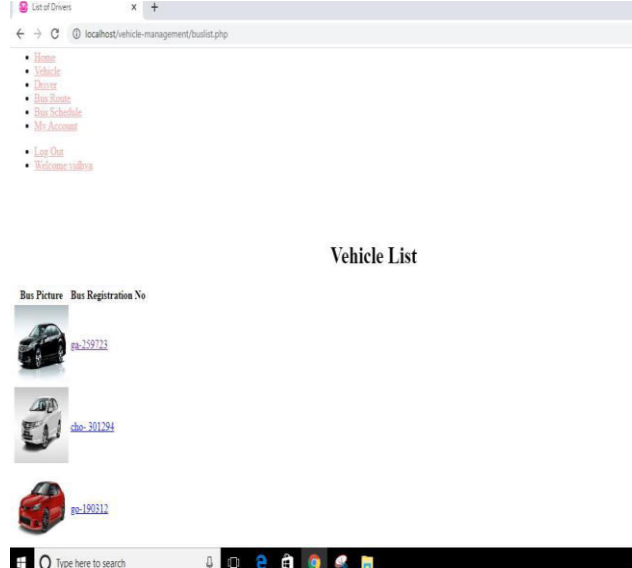 List of Drivers
localhost/vehicle-management/buslist.php
Home
Vehicle
Driver
Bus Route
Bus Schedule
My Account
Log Out
Welcome vidhya
Vehicle List
Bus Picture Bus Registration No
ga-259723
cho- 301294
go-190312
Type here to search